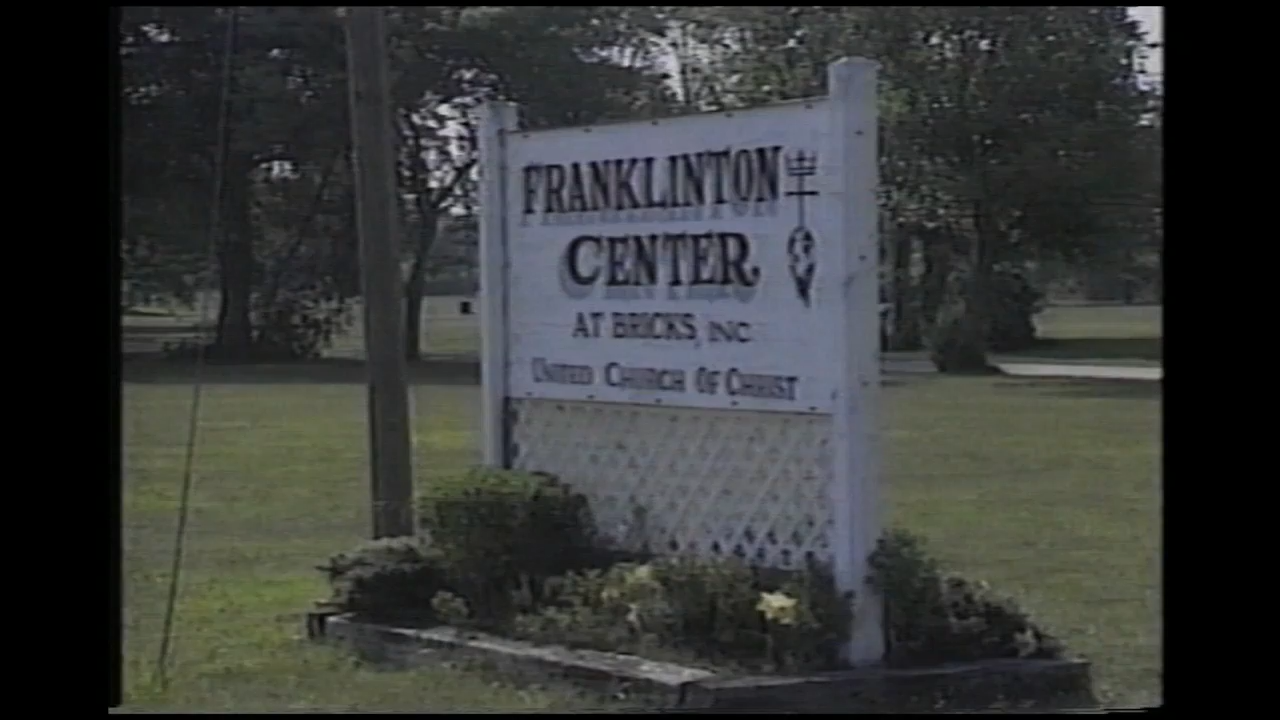 FRANKLINTON
CENTER
AT BRICKS, INC
UNITED CHURCH OF CHRIST